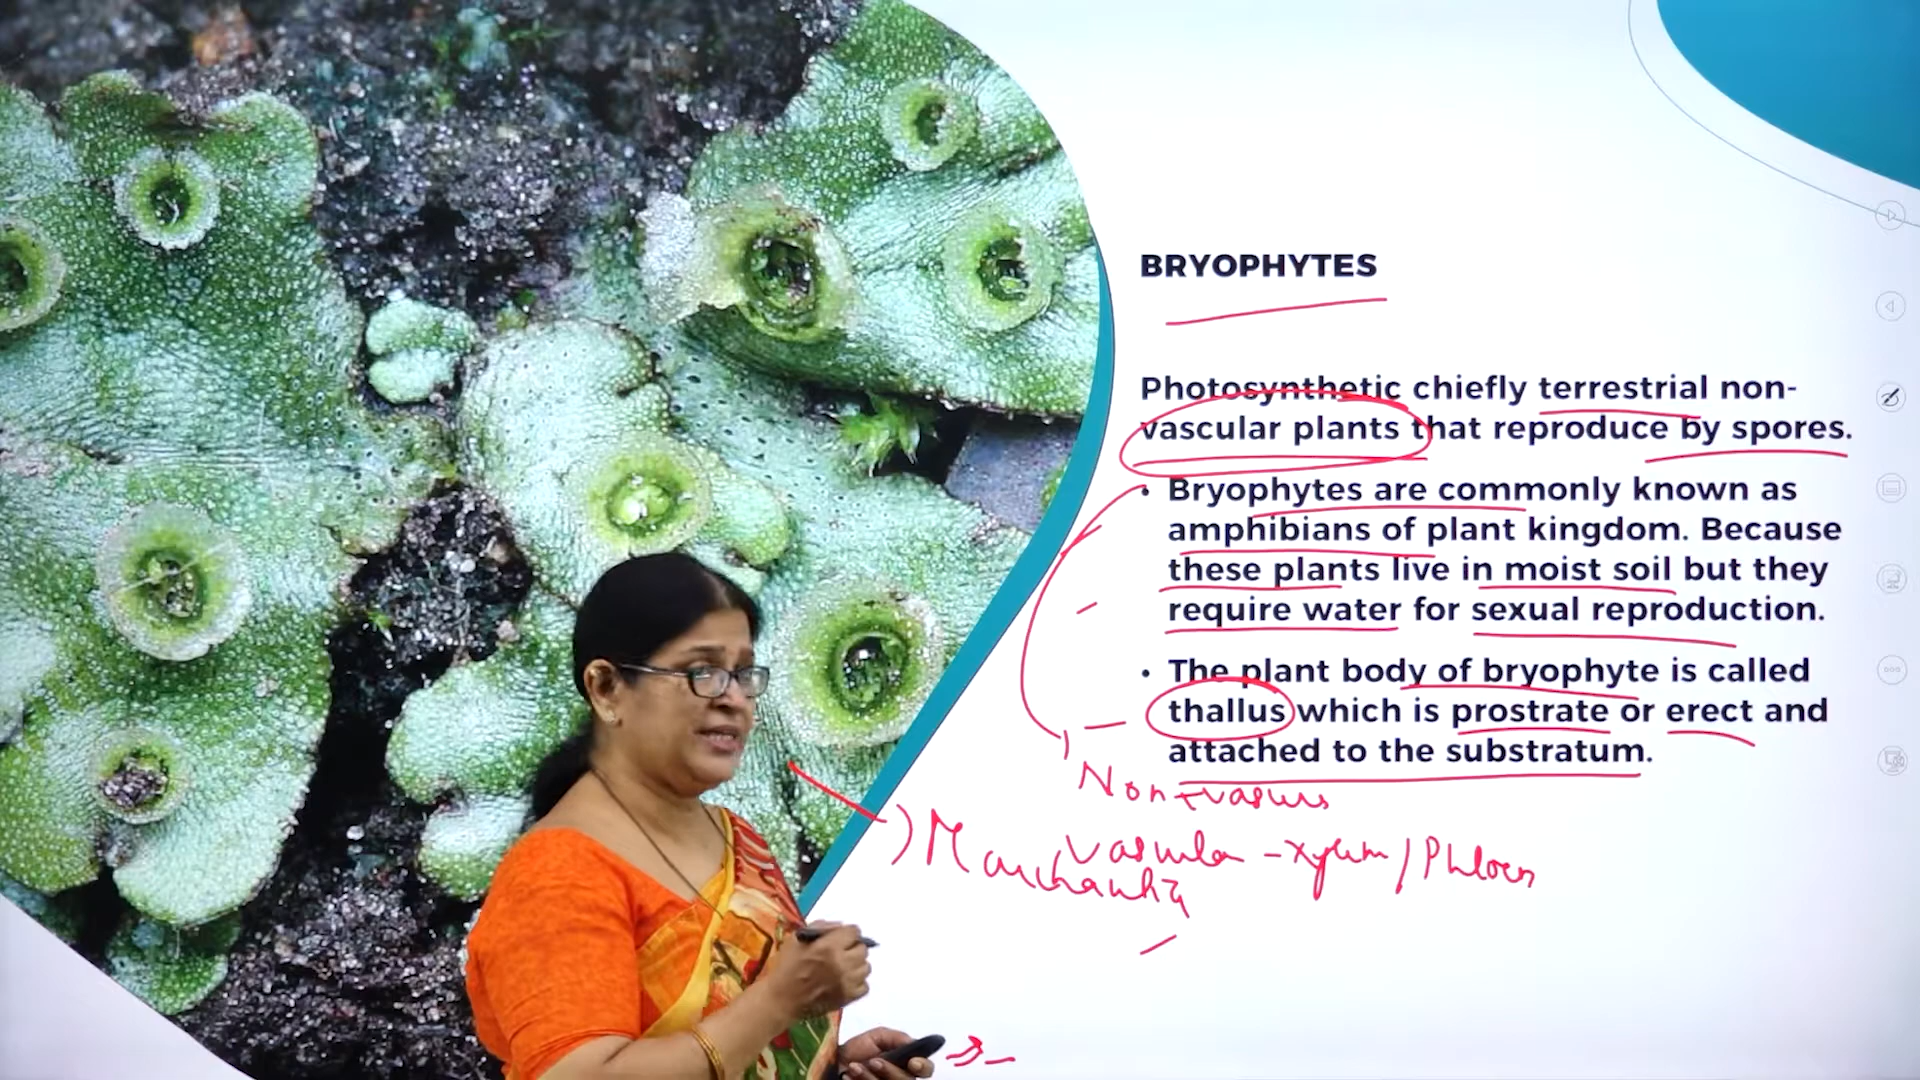 BRYOPHYTES
Photosynthetic chiefly terrestrial non-
vascular plants that reproduce by spores.
• Bryophytes are commonly known as
amphibians of plant kingdom. Because
these plants live in moist soil but they
require water for sexual reproduction.
• The plant body of bryophyte is called
thallus which is prostrate or erect and
attached to the substratum.
Vascular - Xylem / Phloem
Marchantia